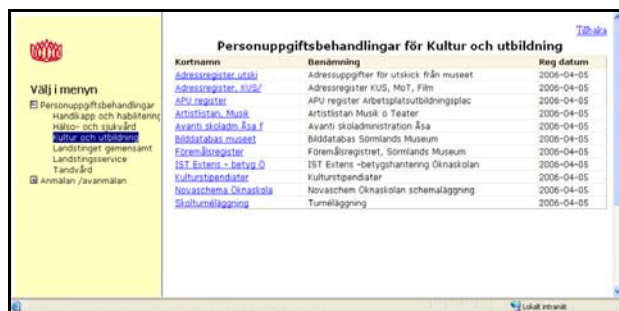 Tillbaka
Personuppgiftsbehandlingar för Kultur och utbildning
Välj i menyn
Personuppgiftsbehandlingar
Handikapp och habilitering
Hälso- och sjukvård
Kultur och utbildning
Landstinget gemensamt
Landstingsservice
Tandvård
Anmälan /avanmälan
Kortnamn Benämning Reg datum
Adressregister utski Adressuppgifter för utskick från museet 2006-04-05
Adressregister, KUS/ Adressregister KUS, MoT, Film 2006-04-05
APU register APU register Arbetsplatsutbildningsplac 2006-04-05
Artistlistan, Musik Artistlistan Musik o Teater 2006-04-05
Avanti skoladm Åsa f Avanti skoladministration Åsa 2006-04-05
Bilddatabas museet Bilddatabas Sörmlands Museum 2006-04-05
Föremålsregister Föremålsregistret, Sörmlands Museum 2006-04-05
IST Extens - betyg Ö IST Extens -betygshantering Öknaskolan 2006-04-05
Kulturstipendiater Kulturstipendiater 2006-04-05
Novaschema Öknaskola Novaschem Öknaskolan schemaläggning 2006-04-05
Skolturnéläggning Turnéläggning 2006-04-05
Lokalt intranät